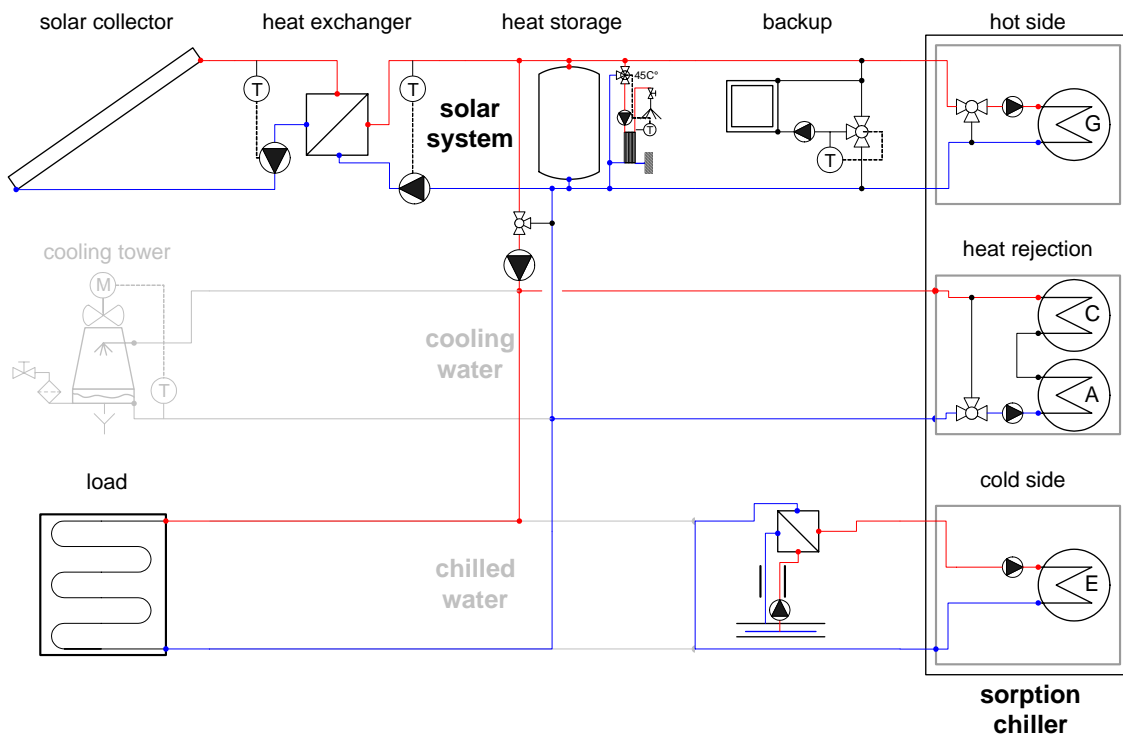 solar collector
heat exchanger
heat storage
backup
hot side
T
T
solar
system
45C°
T
T
G
cooling tower
M
T
cooling
water
heat rejection
C
A
load
chilled
water
cold side
E
sorption
chiller